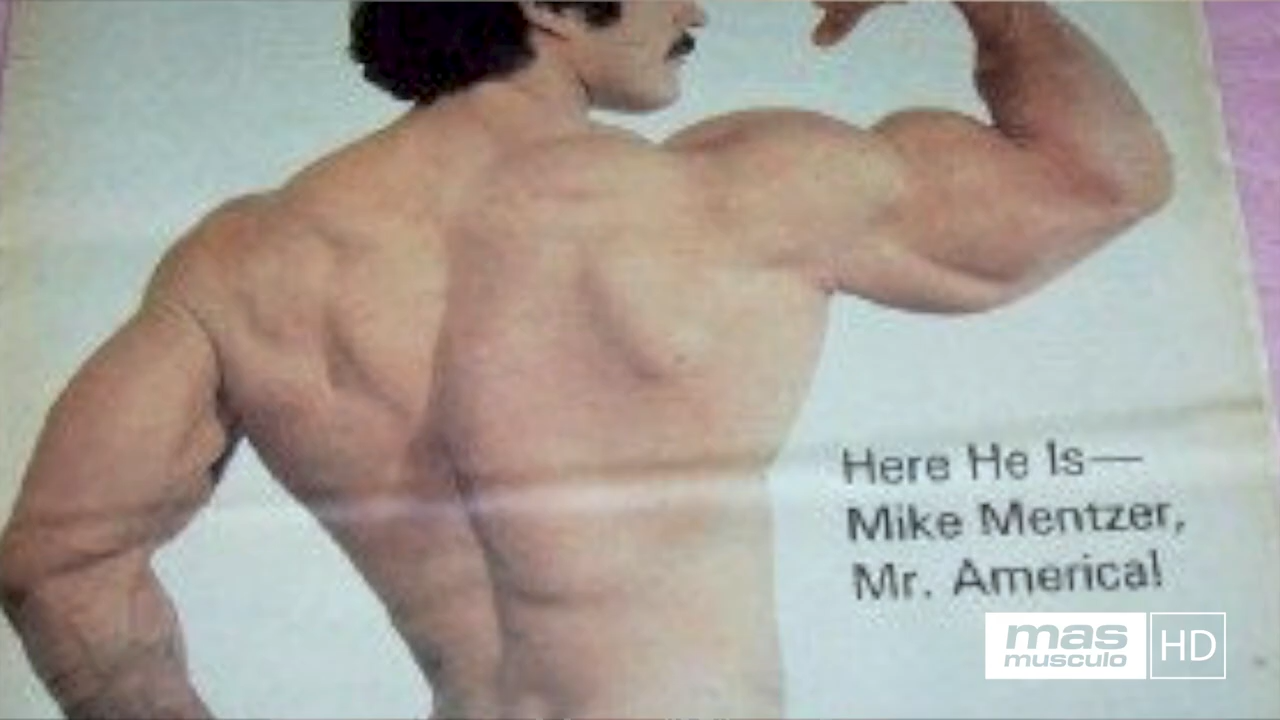 Here He Is—
Mike Mentzer,
Mr. America!
mas
musculo
HD